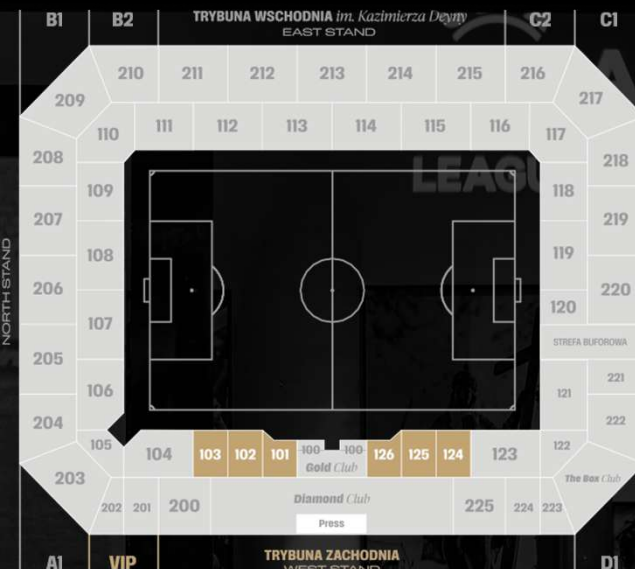 B1 B2 TRYBUNA WSCHODNIA im. Kazimierza Deyny C2 C1
EAST STAND
210 211 212 213 214 215 216
209 217
111 112 113 114 115 116
110 117
208 218
LEAGU
109 118
207 219
NORTH STAND
108 119
206 220
107 120
STREFA BUFOROWA
205 221
106 121
204 222
105 104 103 102 101 100 100 126 125 124 123 122
Gold Club
203 The Box Club
202 201 200 Diamond Club 225 224 223
Press
A1 VIP TRYBUNA ZACHODNIA D1
WEST STAND